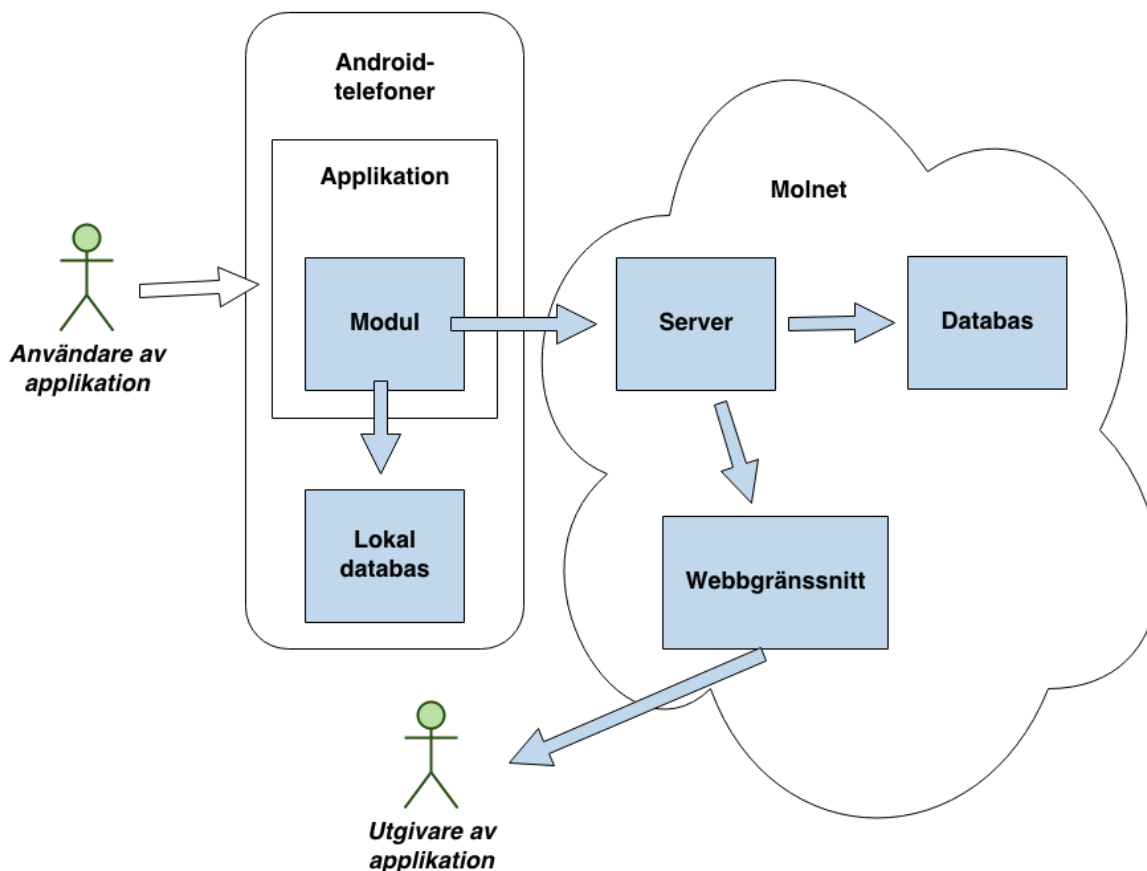 Android-
telefoner
Applikation
Molnet
Modul
Server
Databas
Användare av
applikation
Lokal
databas
Webbgränssnitt
Utgivare av
applikation